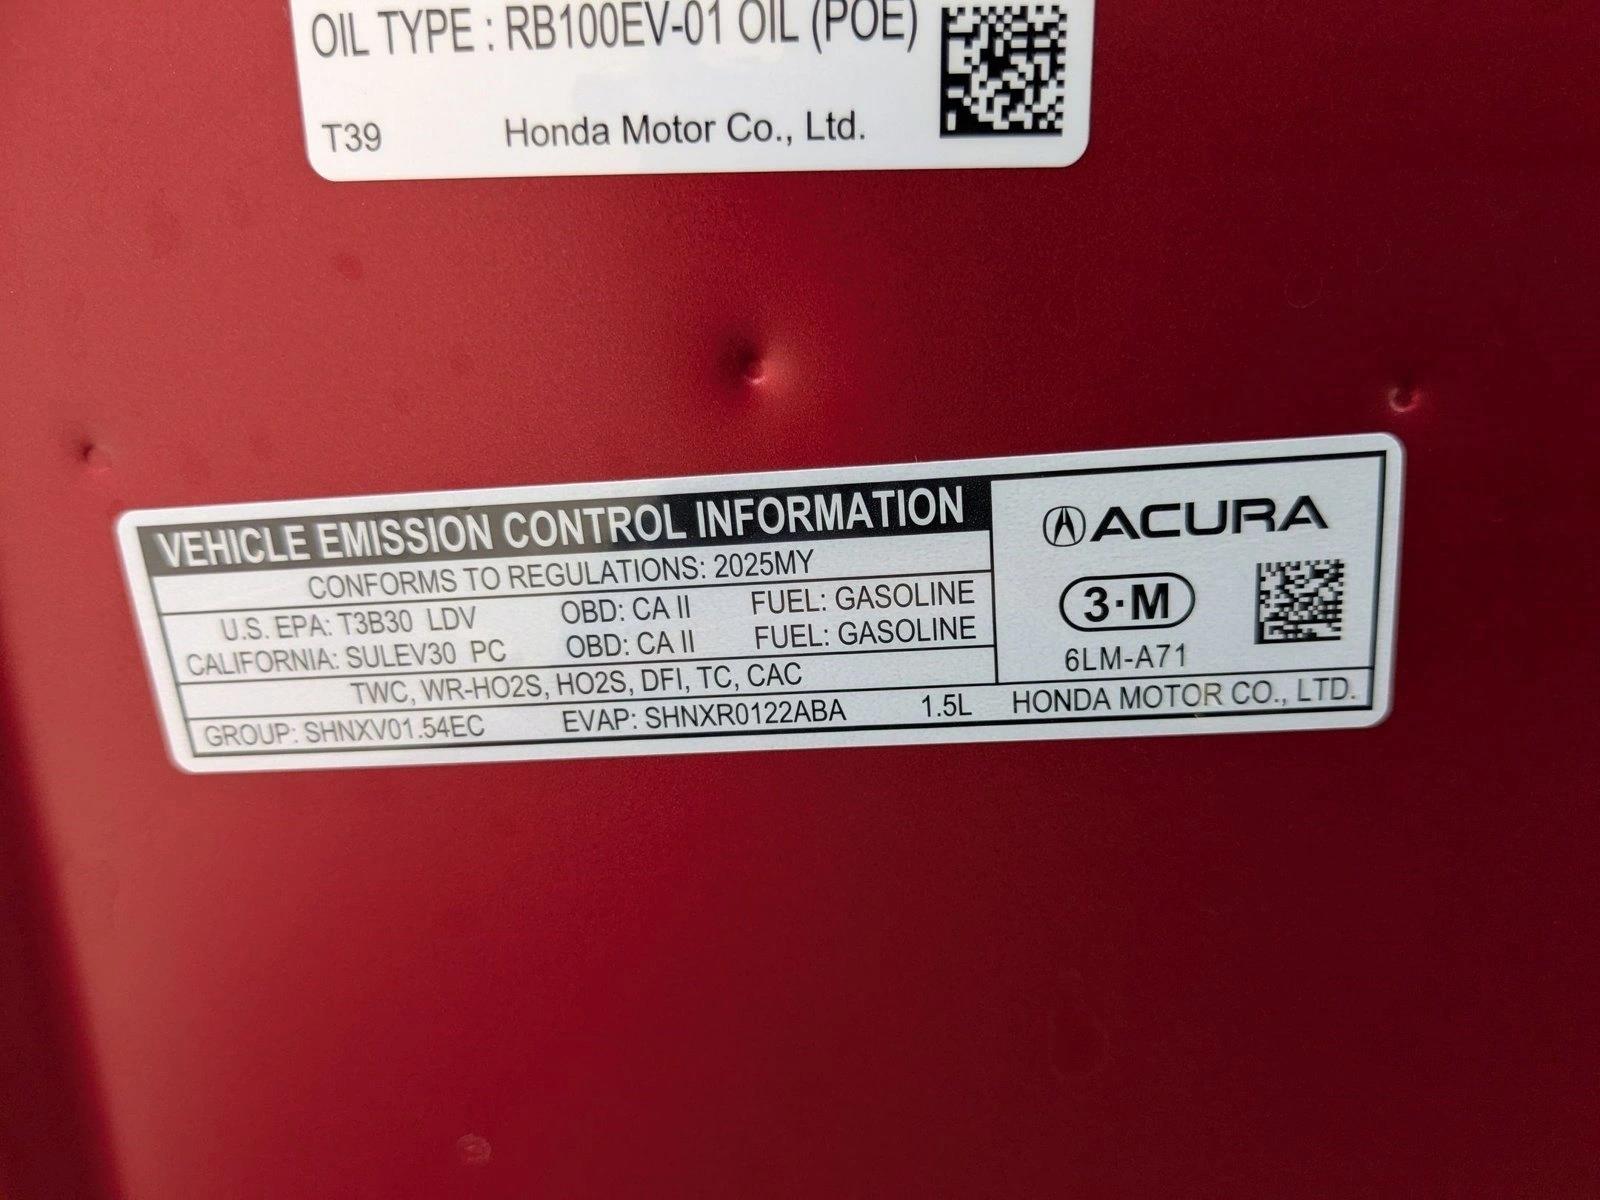 OIL TYPE : RB100EV-01 OIL (POE)
T39 Honda Motor Co., Ltd.
VEHICLE EMISSION CONTROL INFORMATION
CONFORMS TO REGULATIONS: 2025MY
U.S. EPA: T3B30 LDV OBD: CA II FUEL: GASOLINE
CALIFORNIA: SULEV30 PC OBD: CA II FUEL: GASOLINE
TWC, WR-HO2S, HO2S, DFI, TC, CAC
GROUP: SHNXV01.54EC EVAP: SHNXR0122ABA 1.5L
ACURA
3·M
6LM-A71
HONDA MOTOR CO., LTD.